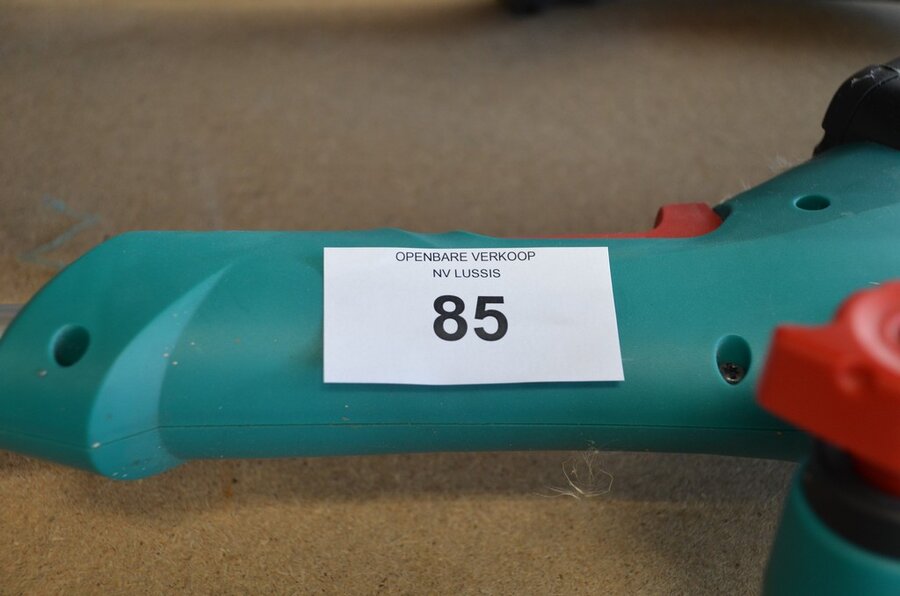 OPENBARE VERKOOP
NV LUSSIS
85